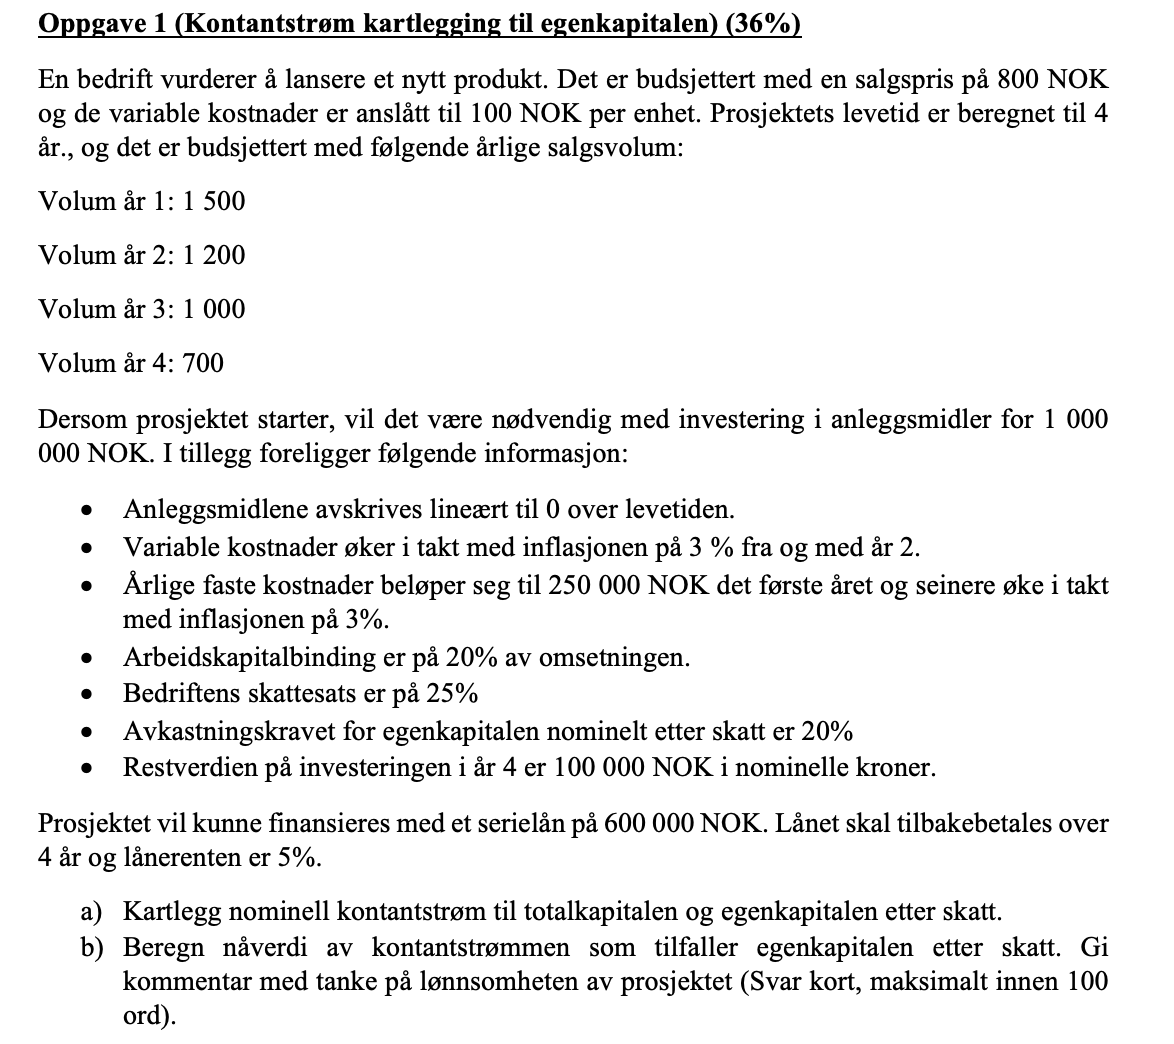 Oppgave 1 (Kontantstrøm kartlegging til egenkapitalen) (36%)
En bedrift vurderer å lansere et nytt produkt. Det er budsjettert med en salgspris på 800 NOK
og de variable kostnader er anslått til 100 NOK per enhet. Prosjektets levetid er beregnet til 4
år., og det er budsjettert med følgende årlige salgsvolum:
Volum år 1: 1 500
Volum år 2: 1 200
Volum år 3: 1 000
Volum år 4: 700
Dersom prosjektet starter, vil det være nødvendig med investering i anleggsmidler for 1 000
000 NOK. I tillegg foreligger følgende informasjon:
• Anleggsmidlene avskrives lineært til 0 over levetiden.
• Variable kostnader øker i takt med inflasjonen på 3 % fra og med år 2.
• Årlige faste kostnader beløper seg til 250 000 NOK det første året og seinere øke i takt
med inflasjonen på 3%.
• Arbeidskapitalbinding er på 20% av omsetningen.
• Bedriftens skattesats er på 25%
• Avkastningskravet for egenkapitalen nominelt etter skatt er 20%
• Restverdien på investeringen i år 4 er 100 000 NOK i nominelle kroner.
Prosjektet vil kunne finansieres med et serielån på 600 000 NOK. Lånet skal tilbakebetales over
4 år og lånerenten er 5%.
a) Kartlegg nominell kontantstrøm til totalkapitalen og egenkapitalen etter skatt.
b) Beregn nåverdi av kontantstrømmen som tilfaller egenkapitalen etter skatt. Gi
kommentar med tanke på lønnsomheten av prosjektet (Svar kort, maksimalt innen 100
ord).